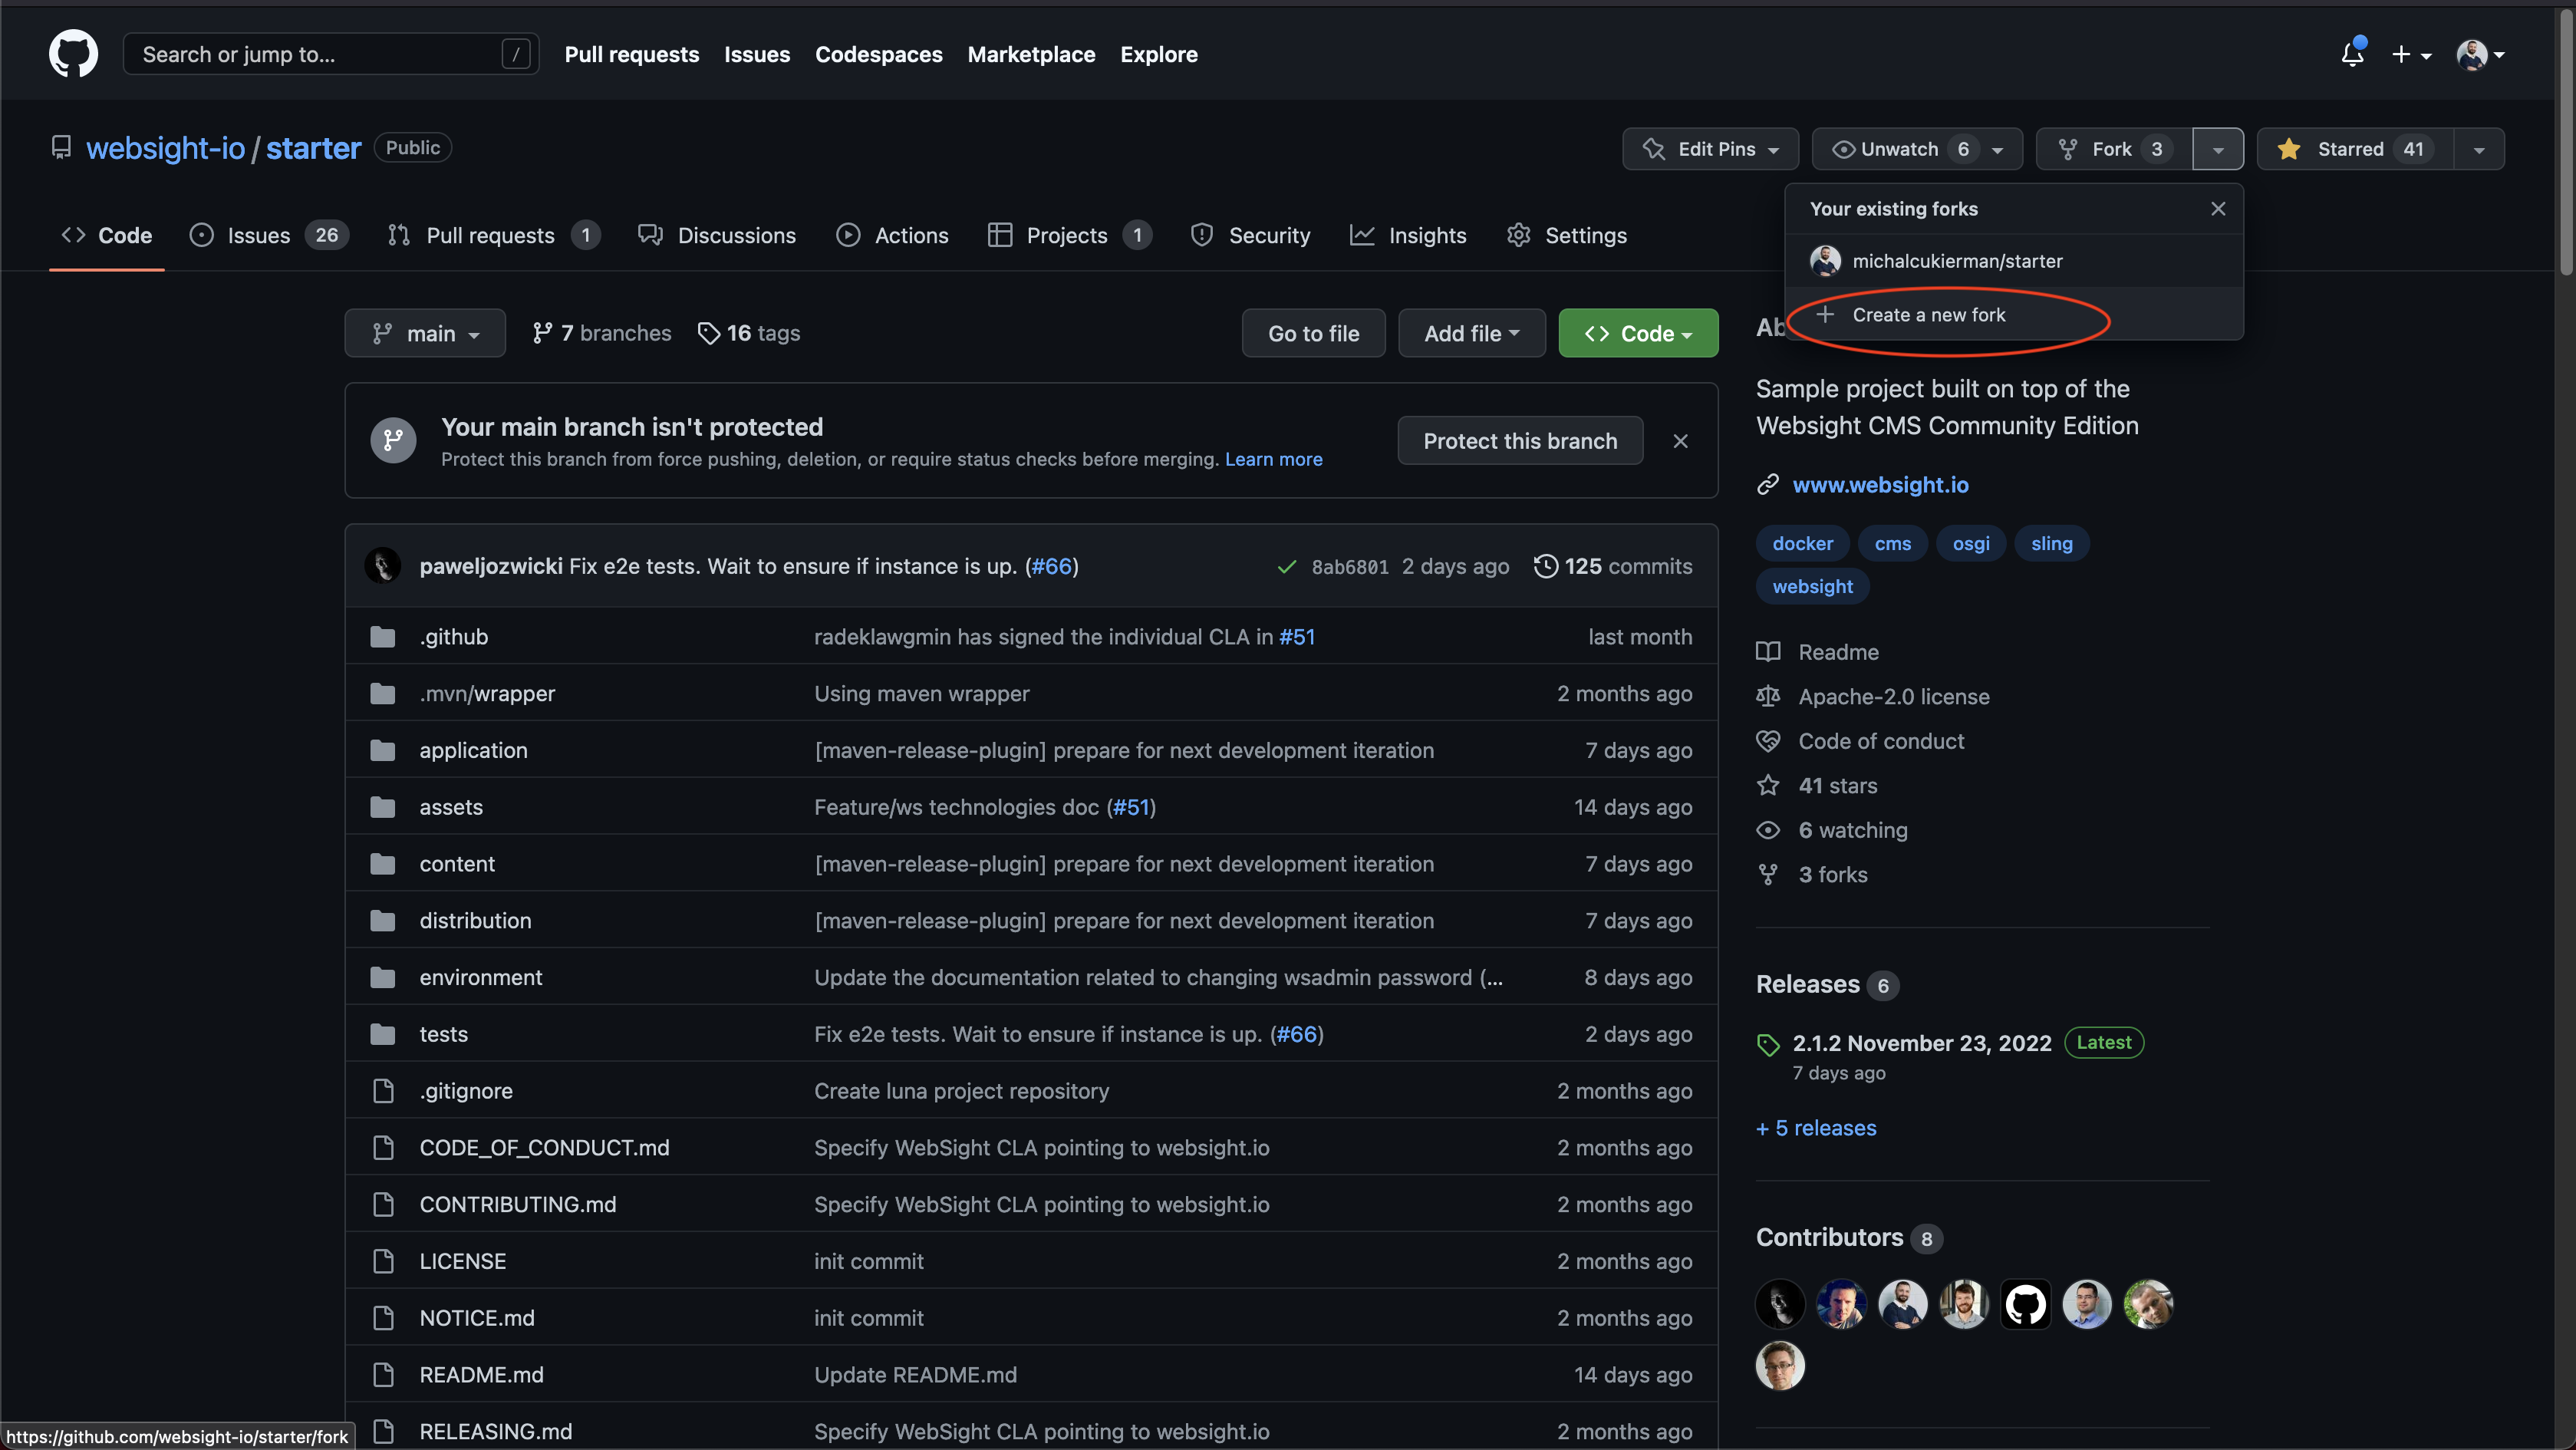 Search or jump to... /
Pull requests Issues Codespaces Marketplace Explore
websight-io / starter Public
Edit Pins Unwatch 6 Fork 3 Starred 41
Code Issues 26 Pull requests 1 Discussions Actions Projects 1 Security Insights Settings
Your existing forks
michalcukierman/starter
Create a new fork
main 7 branches 16 tags Go to file Add file Code
Ab
Your main branch isn't protected
Protect this branch from force pushing, deletion, or require status checks before merging. Learn more
Protect this branch
Sample project built on top of the
Websight CMS Community Edition
www.websight.io
docker cms osgi sling
websight
paweljozwicki Fix e2e tests. Wait to ensure if instance is up. (#66) 8ab6801 2 days ago 125 commits
.github radeklawgmin has signed the individual CLA in #51 last month
.mvn/wrapper Using maven wrapper 2 months ago
application [maven-release-plugin] prepare for next development iteration 7 days ago
assets Feature/ws technologies doc (#51) 14 days ago
content [maven-release-plugin] prepare for next development iteration 7 days ago
distribution [maven-release-plugin] prepare for next development iteration 7 days ago
environment Update the documentation related to changing wsadmin password (... 8 days ago
tests Fix e2e tests. Wait to ensure if instance is up. (#66) 2 days ago
.gitignore Create luna project repository 2 months ago
CODE_OF_CONDUCT.md Specify WebSight CLA pointing to websight.io 2 months ago
CONTRIBUTING.md Specify WebSight CLA pointing to websight.io 2 months ago
LICENSE init commit 2 months ago
NOTICE.md init commit 2 months ago
README.md Update README.md 14 days ago
RELEASING.md Specify WebSight CLA pointing to websight.io 2 months ago
Readme
Apache-2.0 license
Code of conduct
41 stars
6 watching
3 forks
Releases 6
2.1.2 November 23, 2022 Latest
7 days ago
+ 5 releases
Contributors 8
https://github.com/websight-io/starter/fork